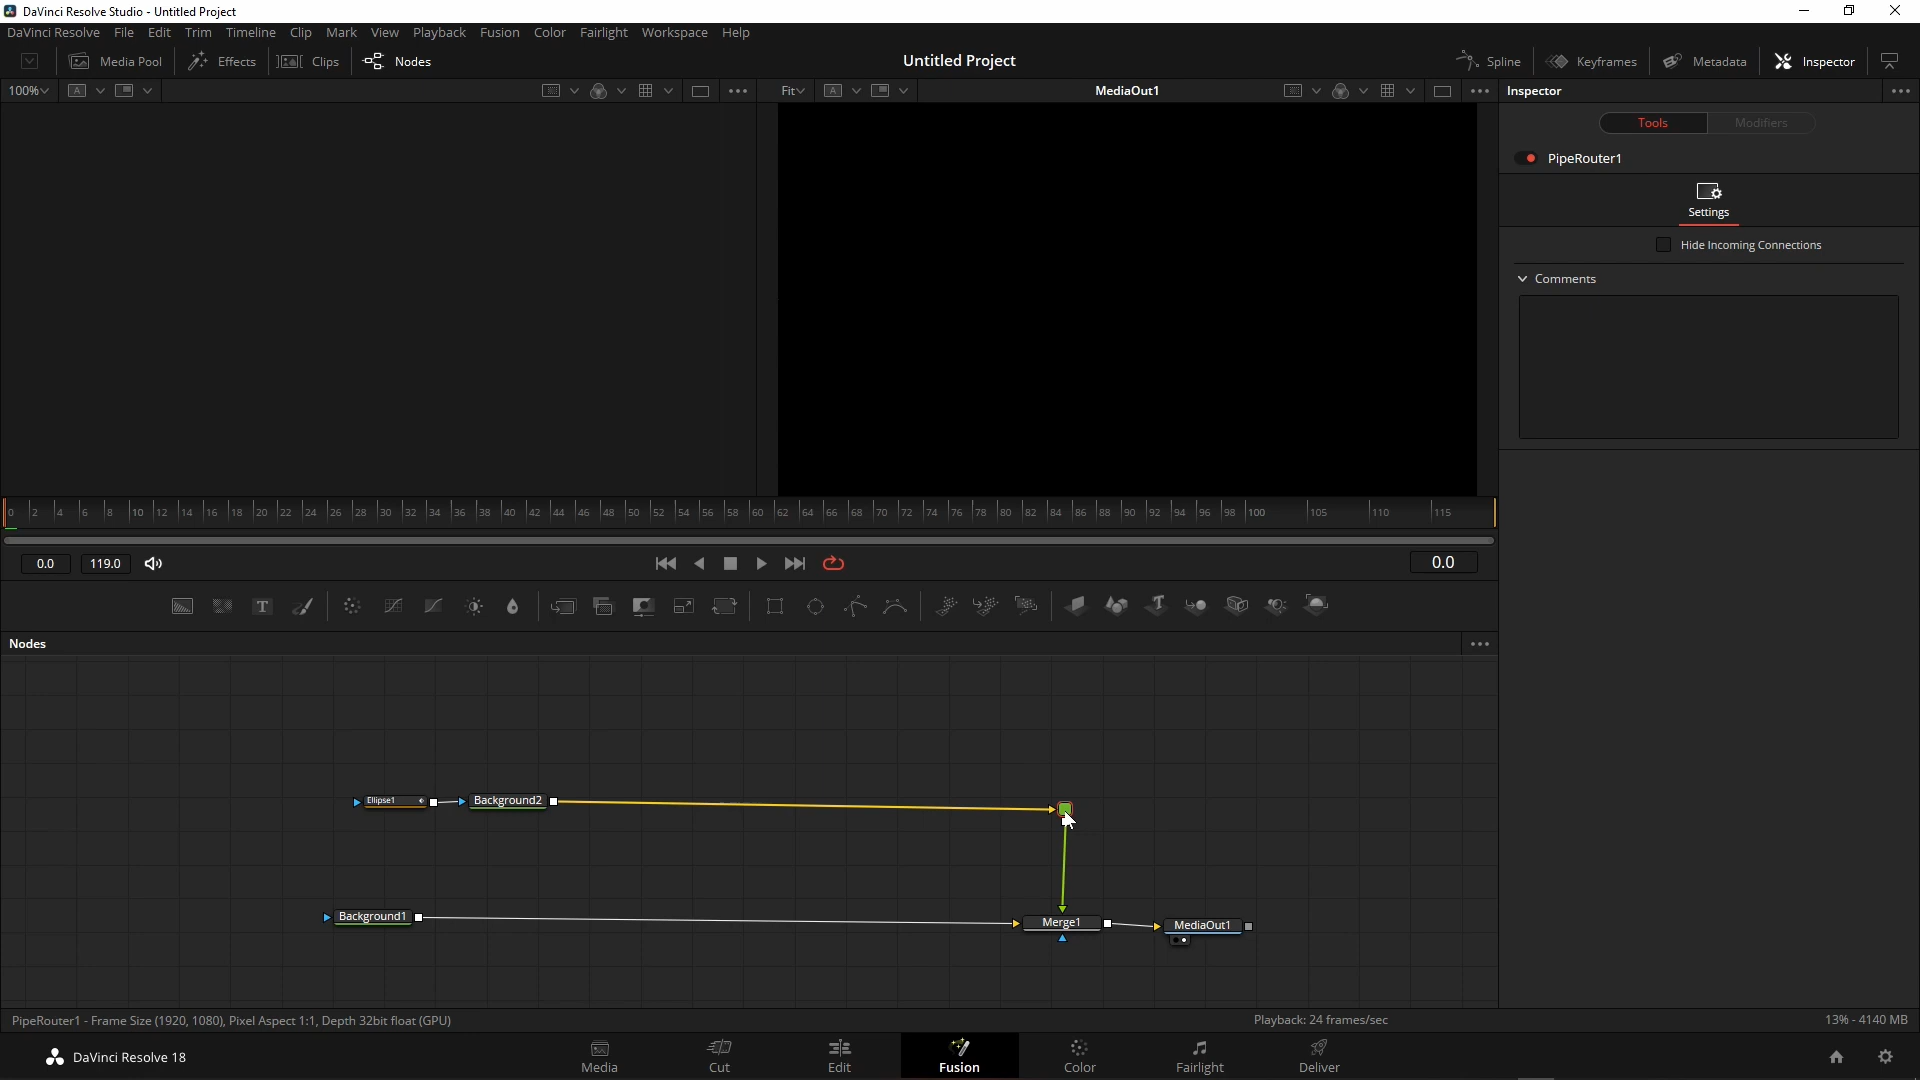 DaVinci Resolve Studio - Untitled Project
DaVinci Resolve File Edit Trim Timeline Clip Mark View Playback Fusion Color Fairlight Workspace Help
Media Pool Effects Clips Nodes Untitled Project Spline Keyframes Metadata Inspector
100% A Fit A MediaOut1 Inspector
Tools Modifiers
PipeRouter1
Settings
Hide Incoming Connections
Comments
0 2 4 6 8 10 12 14 16 18 20 22 24 26 28 30 32 34 36 38 40 42 44 46 48 50 52 54 56 58 60 62 64 66 68 70 72 74 76 78 80 82 84 86 88 90 92 94 96 98 100 105 110 115
0.0 119.0 0.0
T T
Nodes
Ellipse1 Background2
Background1 Merge1 MediaOut1
PipeRouter1 - Frame Size (1920, 1080), Pixel Aspect 1:1, Depth 32bit float (GPU) Playback: 24 frames/sec 13% - 4140 MB
DaVinci Resolve 18 Media Cut Edit Fusion Color Fairlight Deliver